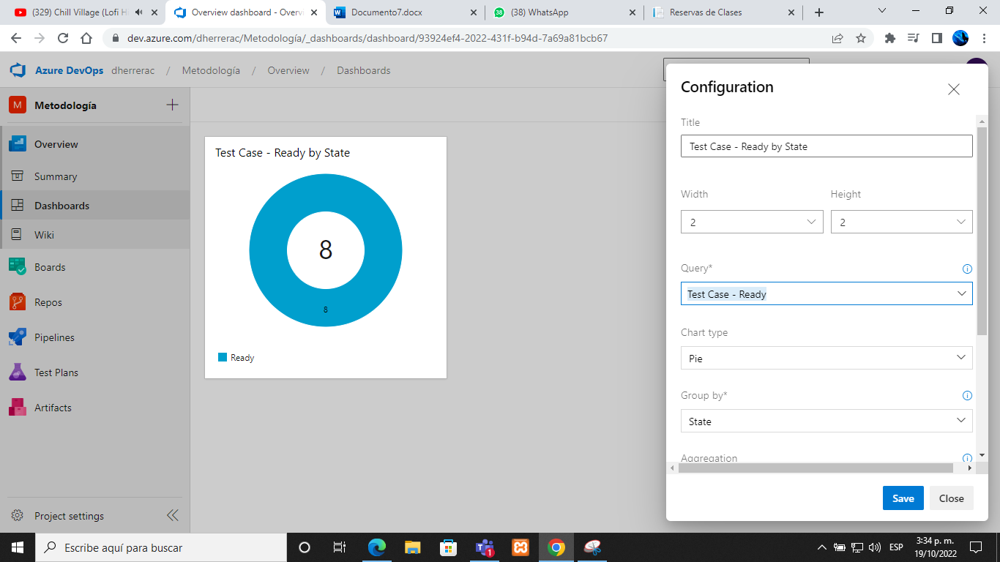 (329) Chill Village (Lofi H
Overview dashboard - Overvi
Documento7.docx
(38) WhatsApp
Reservas de Clases
dev.azure.com/dherrerac/Metodología/_dashboards/dashboard/93924ef4-2022-431f-b94d-7a69a81bcb67
Azure DevOps dherrerac / Metodología / Overview / Dashboards
M Metodología
Overview
Summary
Dashboards
Wiki
Boards
Repos
Pipelines
Test Plans
Artifacts
Project settings
Test Case - Ready by State
8
8
Ready
Configuration
Title
Test Case - Ready by State
Width Height
2 2
Query*
Test Case - Ready
Chart type
Pie
Group by*
State
Aggregation
Save Close
Escribe aquí para buscar
1
ESP
3:34 p. m.
19/10/2022